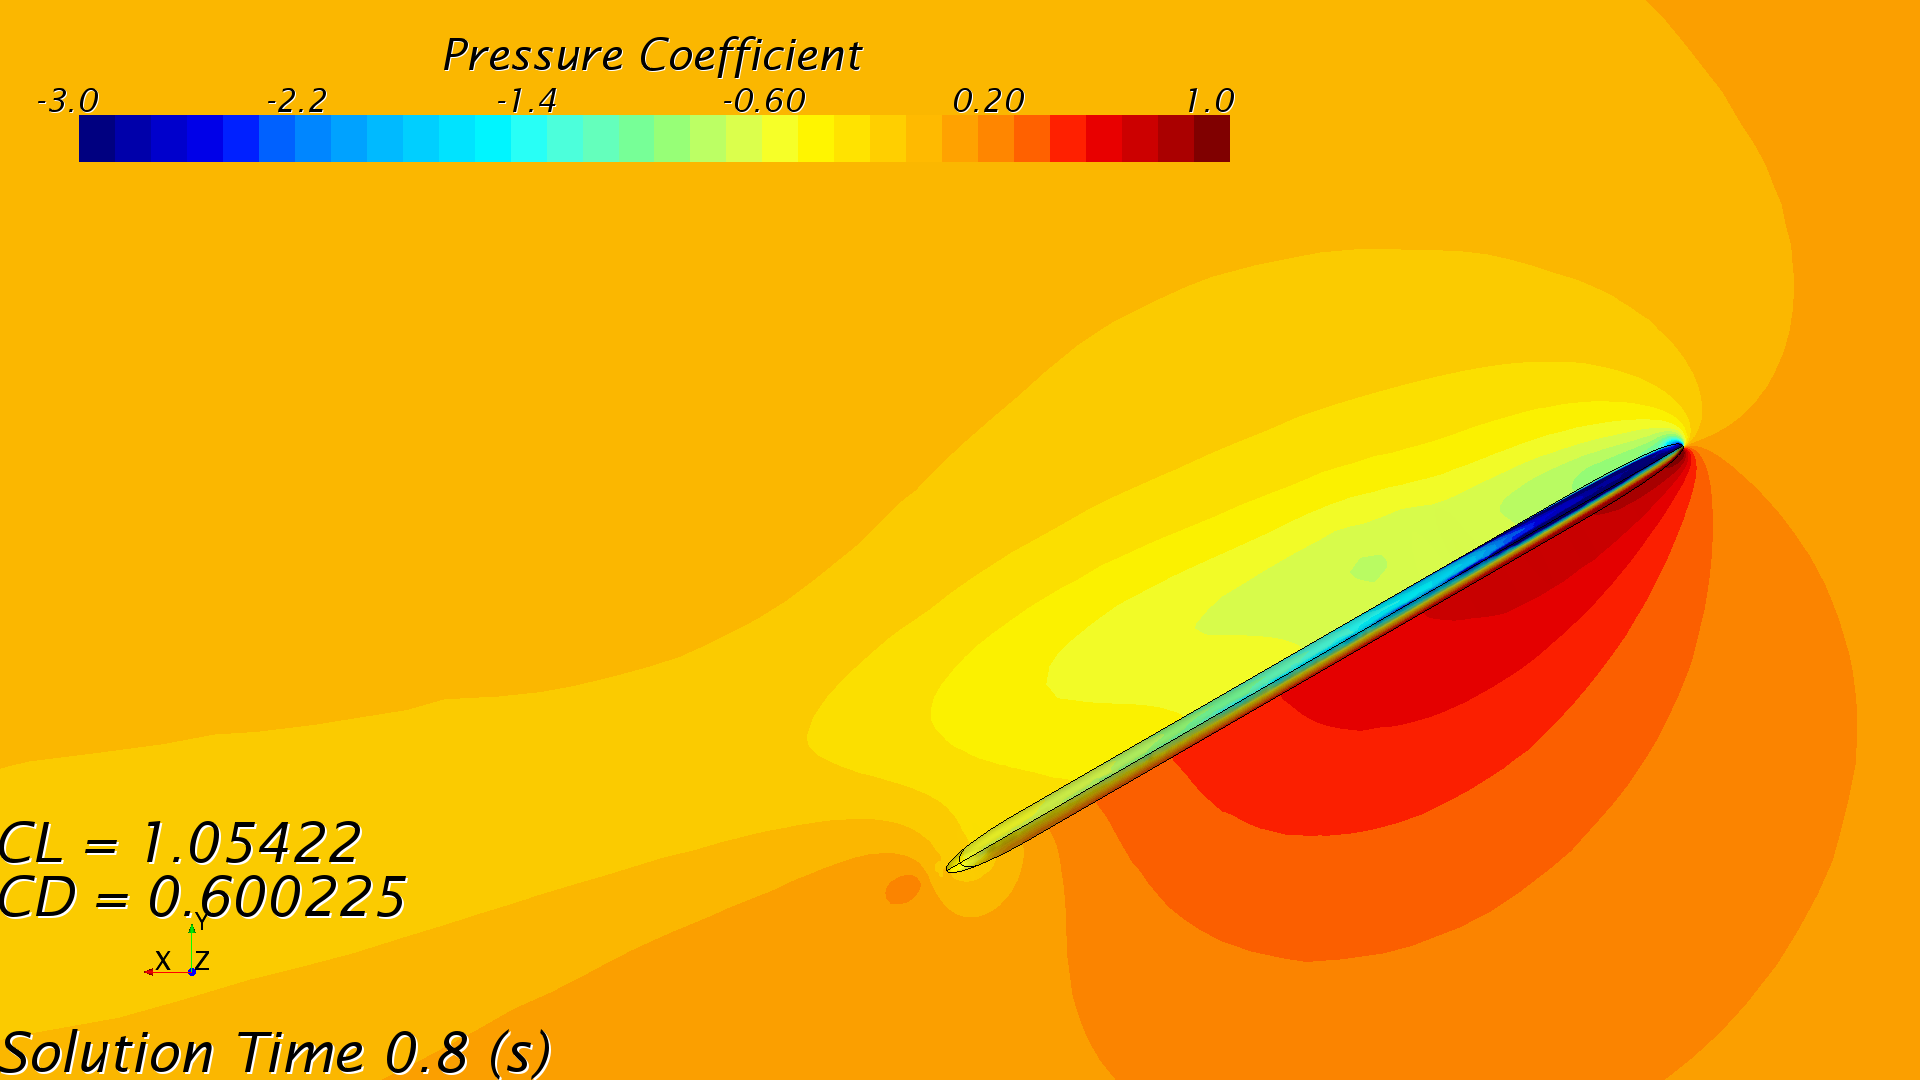 Pressure Coefficient
-3.0 -2.2 -1.4 -0.60 0.20 1.0
CL = 1.05422
CD = 0.600225
Y
X Z
Solution Time 0.8 (s)